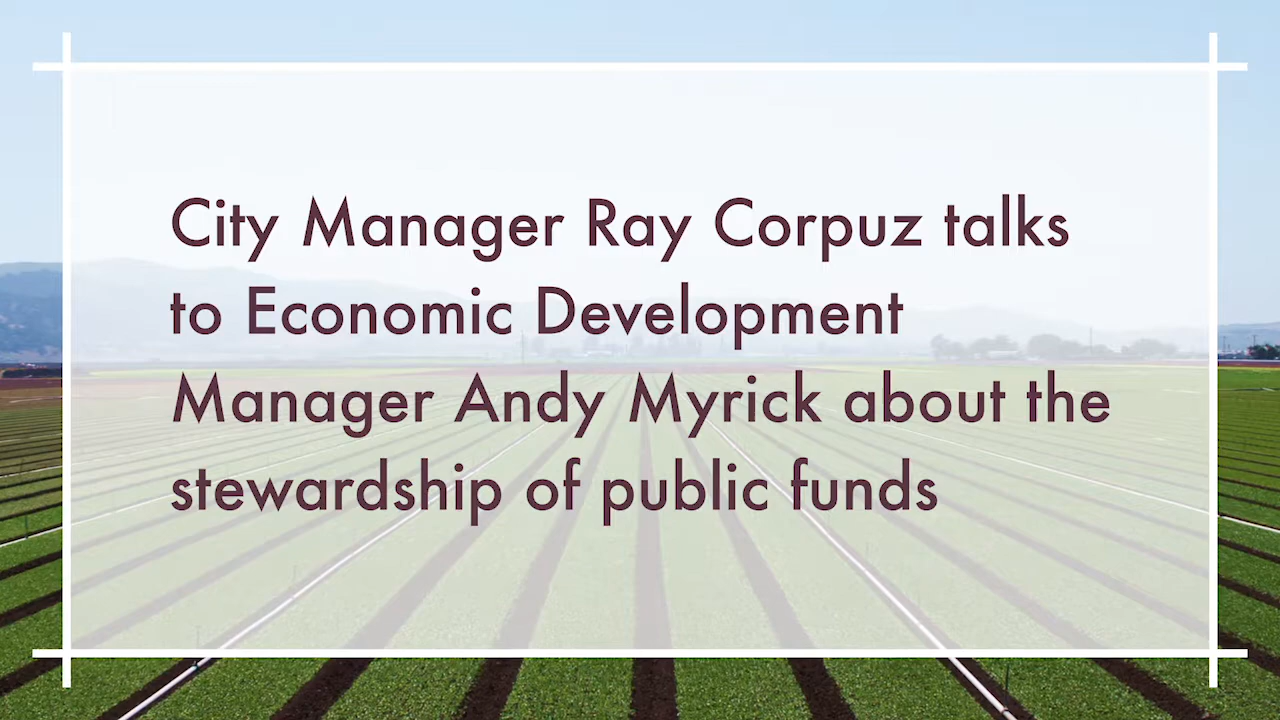 City Manager Ray Corpuz talks
to Economic Development
Manager Andy Myrick about the
stewardship of public funds